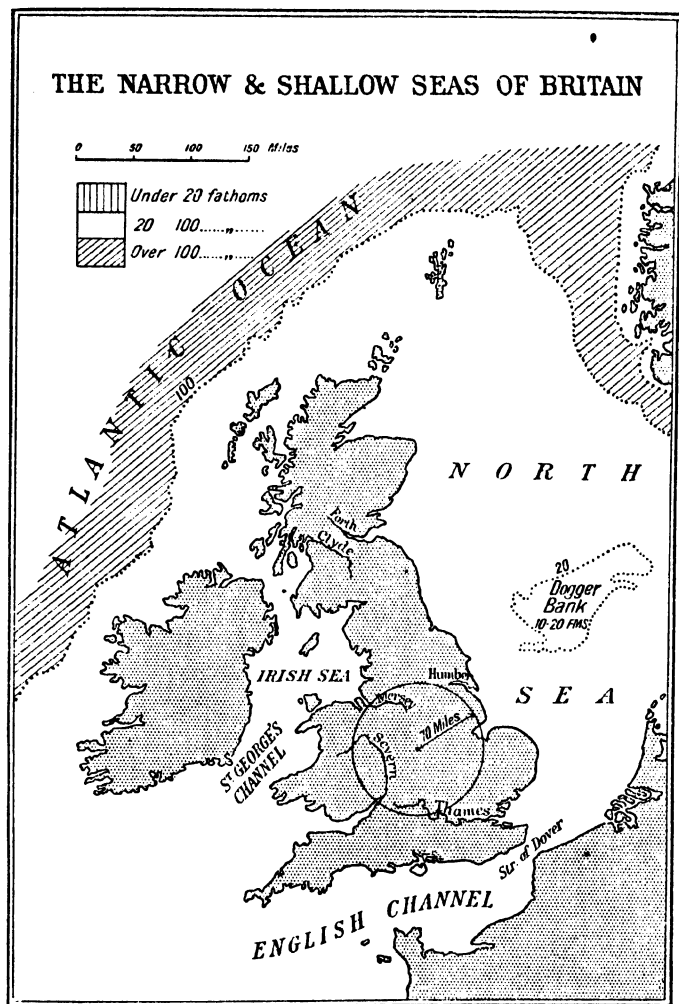 THE NARROW & SHALLOW SEAS OF BRITAIN
0 50 100 150 Miles
Under 20 fathoms
20 100......„......
Over 100......„......
ATLANTIC OCEAN
100
NORTH
SEA
20
Dogger
Bank
10-20 FMS
Forth
Clyde
IRISH SEA
Humber
Mersey
70 Miles
Severn
ST GEORGE'S
CHANNEL
Thames
Str. of Dover
ENGLISH CHANNEL